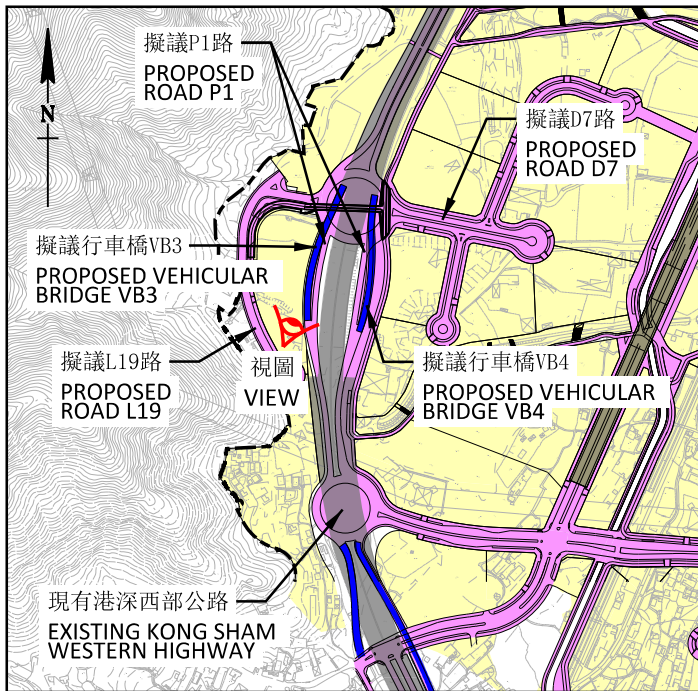 擬議P1路
PROPOSED
ROAD P1
N
擬議D7路
PROPOSED
ROAD D7
擬議行車橋VB3
PROPOSED VEHICULAR
BRIDGE VB3
擬議L19路
PROPOSED
ROAD L19
視圖
VIEW
擬議行車橋VB4
PROPOSED VEHICULAR
BRIDGE VB4
現有港深西部公路
EXISTING KONG SHAM
WESTERN HIGHWAY